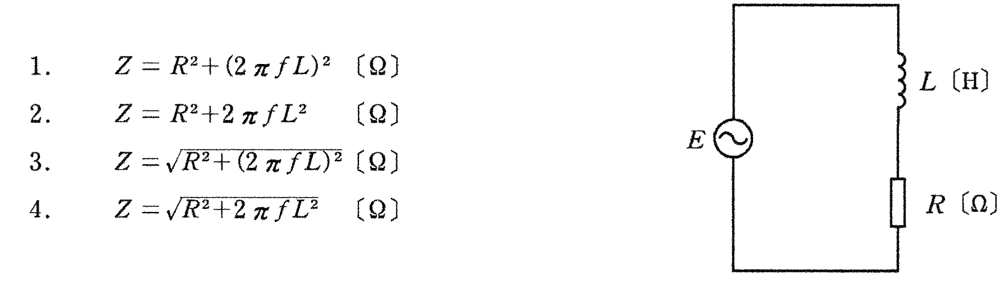 1. Z = R²+(2πfL)² 〔Ω〕
2. Z = R²+2πfL² 〔Ω〕
3. Z = √R²+(2πfL)² 〔Ω〕
4. Z = √R²+2πfL² 〔Ω〕
L〔H〕
E
R〔Ω〕